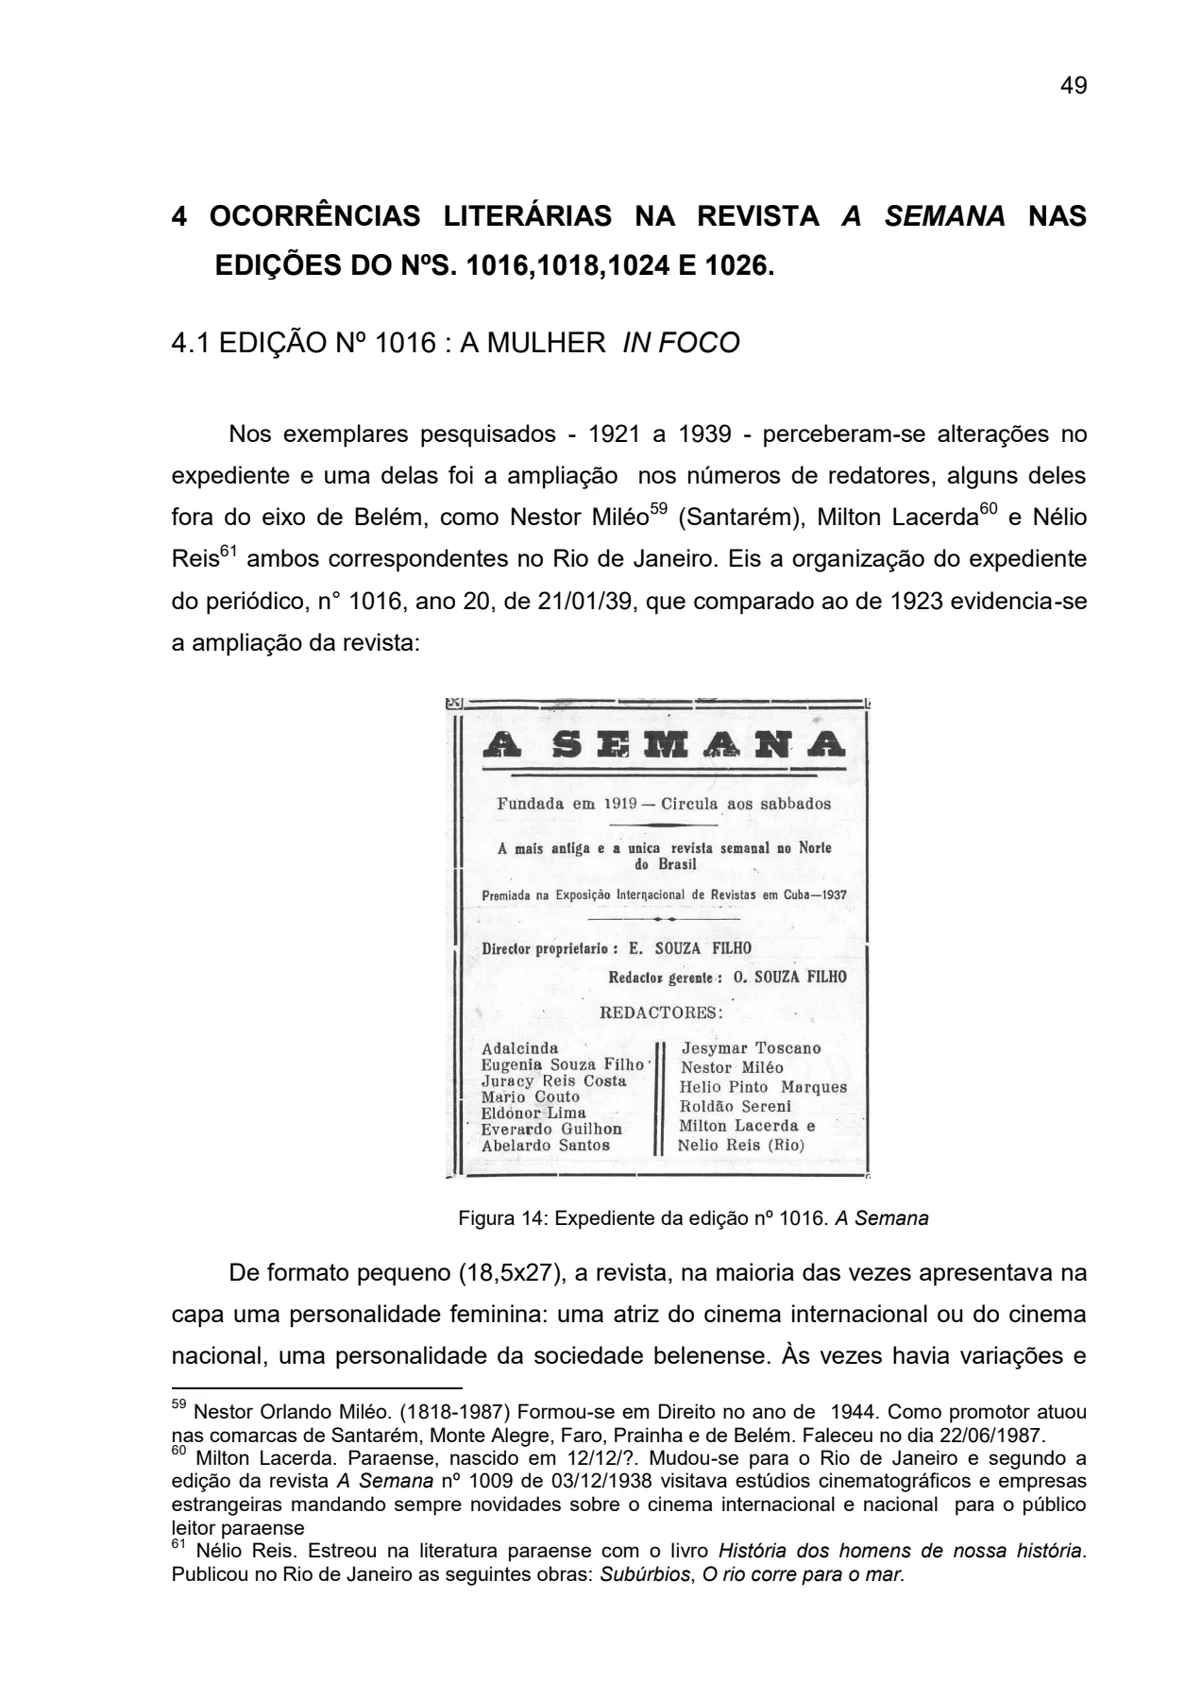 49
4 OCORRÊNCIAS LITERÁRIAS NA REVISTA A SEMANA NAS
EDIÇÕES DO NºS. 1016,1018,1024 E 1026.
4.1 EDIÇÃO Nº 1016 : A MULHER IN FOCO
Nos exemplares pesquisados - 1921 a 1939 - perceberam-se alterações no
expediente e uma delas foi a ampliação nos números de redatores, alguns deles
fora do eixo de Belém, como Nestor Miléo59 (Santarém), Milton Lacerda60 e Nélio
Reis61 ambos correspondentes no Rio de Janeiro. Eis a organização do expediente
do periódico, n° 1016, ano 20, de 21/01/39, que comparado ao de 1923 evidencia-se
a ampliação da revista:
A SEMANA
Fundada em 1919 — Circula aos sabbados
A mais antiga e a unica revista semanal no Norte
do Brasil
Premiada na Exposição Internacional de Revistas em Cuba—1937
Director proprietario : E. SOUZA FILHO
Redactor gerente : O. SOUZA FILHO
REDACTORES:
Adalcinda
Eugenia Souza Filho
Juracy Reis Costa
Mario Couto
Eldonor Lima
Everardo Guilhon
Abelardo Santos
Jesymar Toscano
Nestor Miléo
Helio Pinto Marques
Roldão Sereni
Milton Lacerda e
Nelio Reis (Rio)
Figura 14: Expediente da edição nº 1016. A Semana
De formato pequeno (18,5x27), a revista, na maioria das vezes apresentava na
capa uma personalidade feminina: uma atriz do cinema internacional ou do cinema
nacional, uma personalidade da sociedade belenense. Às vezes havia variações e
59 Nestor Orlando Miléo. (1818-1987) Formou-se em Direito no ano de 1944. Como promotor atuou
nas comarcas de Santarém, Monte Alegre, Faro, Prainha e de Belém. Faleceu no dia 22/06/1987.
60 Milton Lacerda. Paraense, nascido em 12/12/?. Mudou-se para o Rio de Janeiro e segundo a
edição da revista A Semana nº 1009 de 03/12/1938 visitava estúdios cinematográficos e empresas
estrangeiras mandando sempre novidades sobre o cinema internacional e nacional para o público
leitor paraense
61 Nélio Reis. Estreou na literatura paraense com o livro História dos homens de nossa história.
Publicou no Rio de Janeiro as seguintes obras: Subúrbios, O rio corre para o mar.